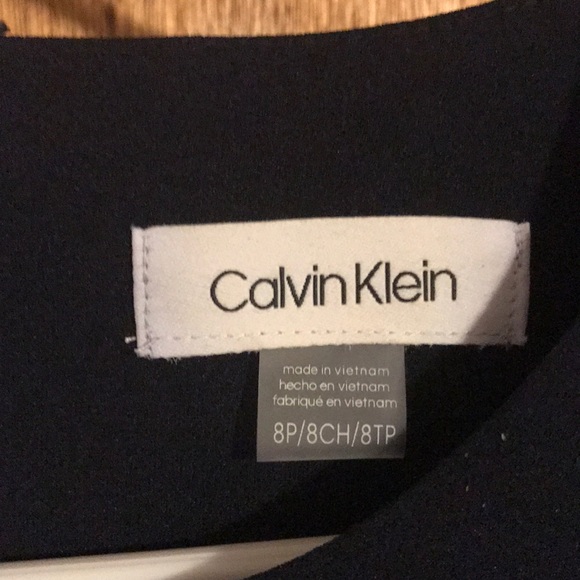 Calvin Klein
made in vietnam
hecho en vietnam
fabriqué en vietnam
8P/8CH/8TP